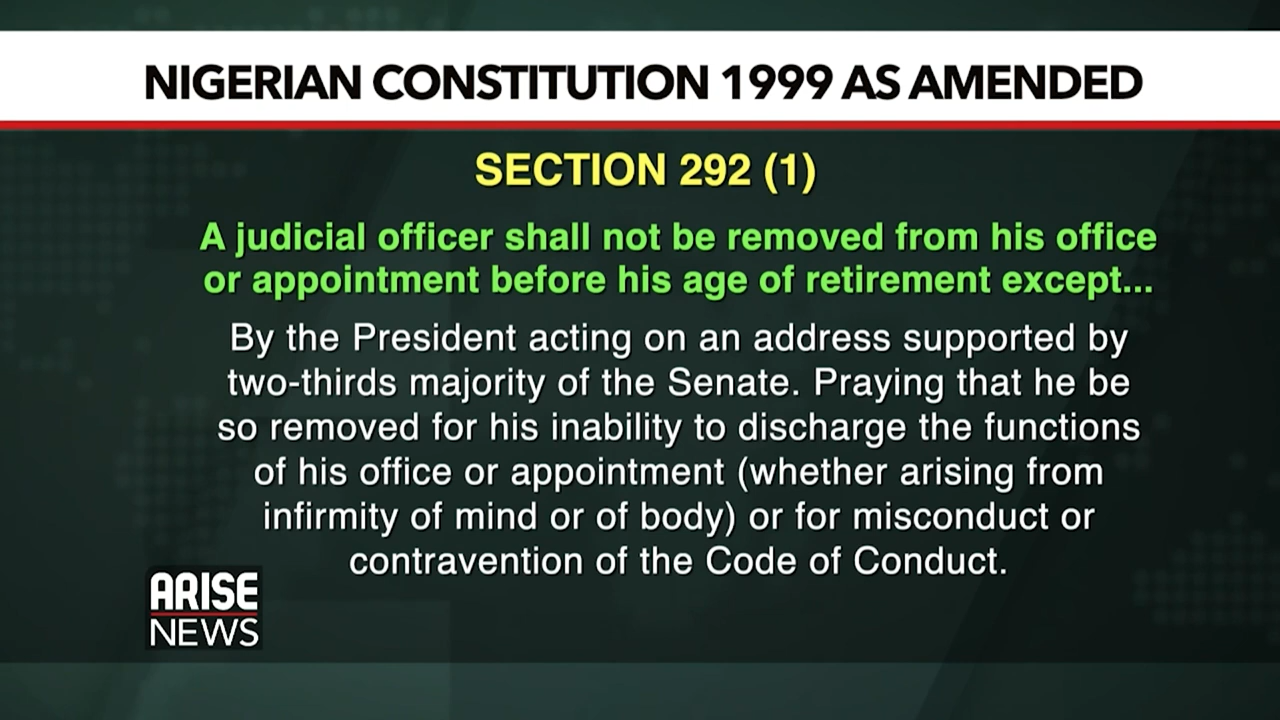 NIGERIAN CONSTITUTION 1999 AS AMENDED
SECTION 292 (1)
A judicial officer shall not be removed from his office
or appointment before his age of retirement except...
By the President acting on an address supported by
two-thirds majority of the Senate. Praying that he be
so removed for his inability to discharge the functions
of his office or appointment (whether arising from
infirmity of mind or of body) or for misconduct or
contravention of the Code of Conduct.
ARISE
NEWS